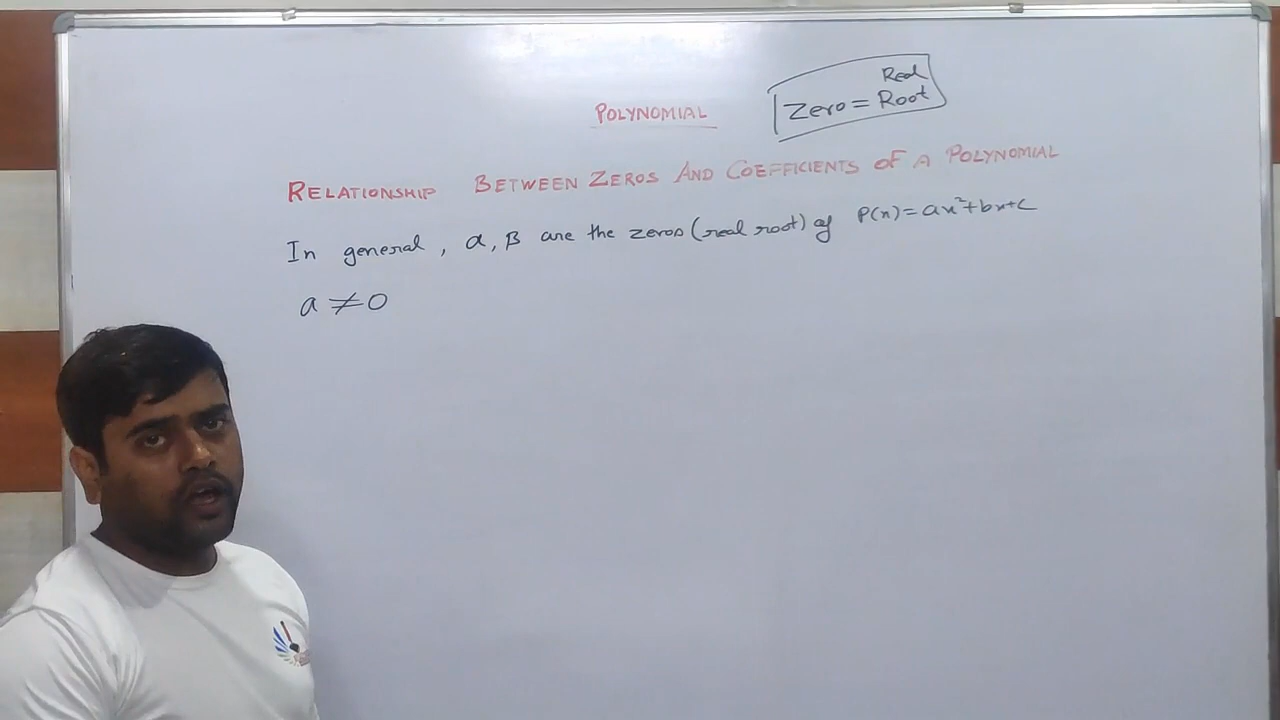 Real
POLYNOMIAL Zero = Root
RELATIONSHIP BETWEEN ZEROS AND COEFFICIENTS OF A POLYNOMIAL
In general, α, β are the zeros (real root) of P(x) = ax²+bx+c
a ≠ 0